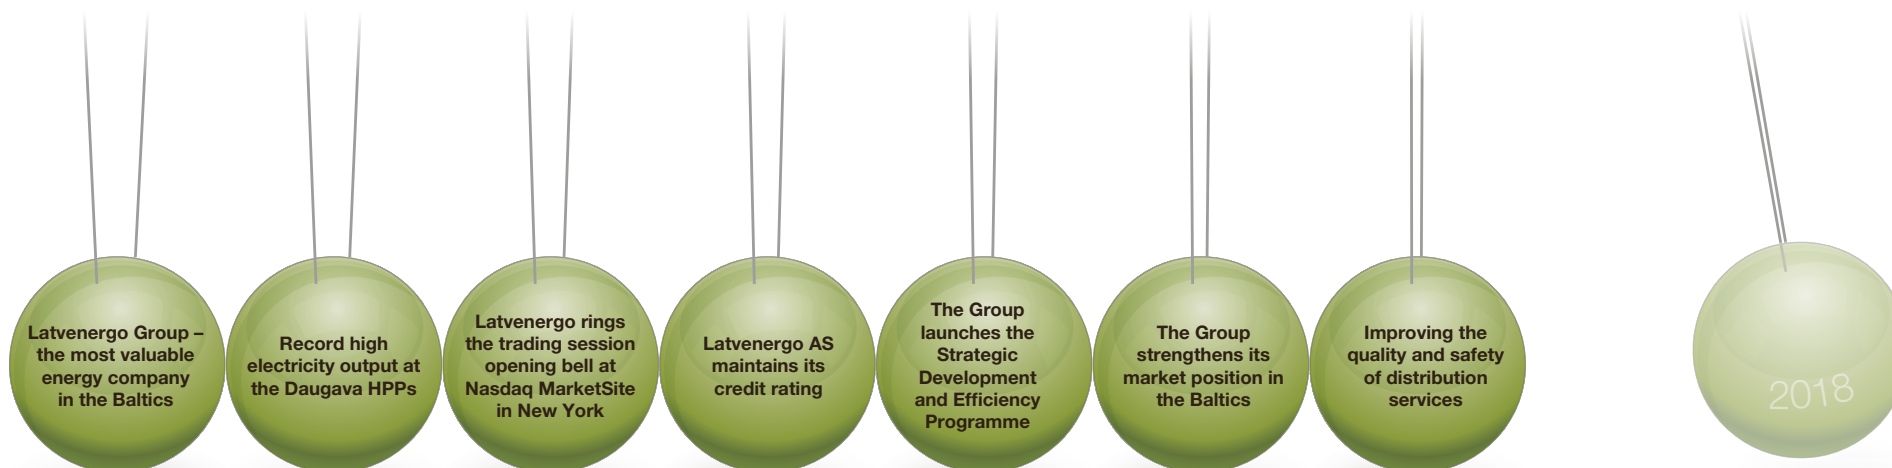 Latvenergo Group –
the most valuable
energy company
in the Baltics
Record high
electricity output at
the Daugava HPPs
Latvenergo rings
the trading session
opening bell at
Nasdaq MarketSite
in New York
Latvenergo AS
maintains its
credit rating
The Group
launches the
Strategic
Development
and Efficiency
Programme
The Group
strengthens its
market position in
the Baltics
Improving the
quality and safety
of distribution
services
2018